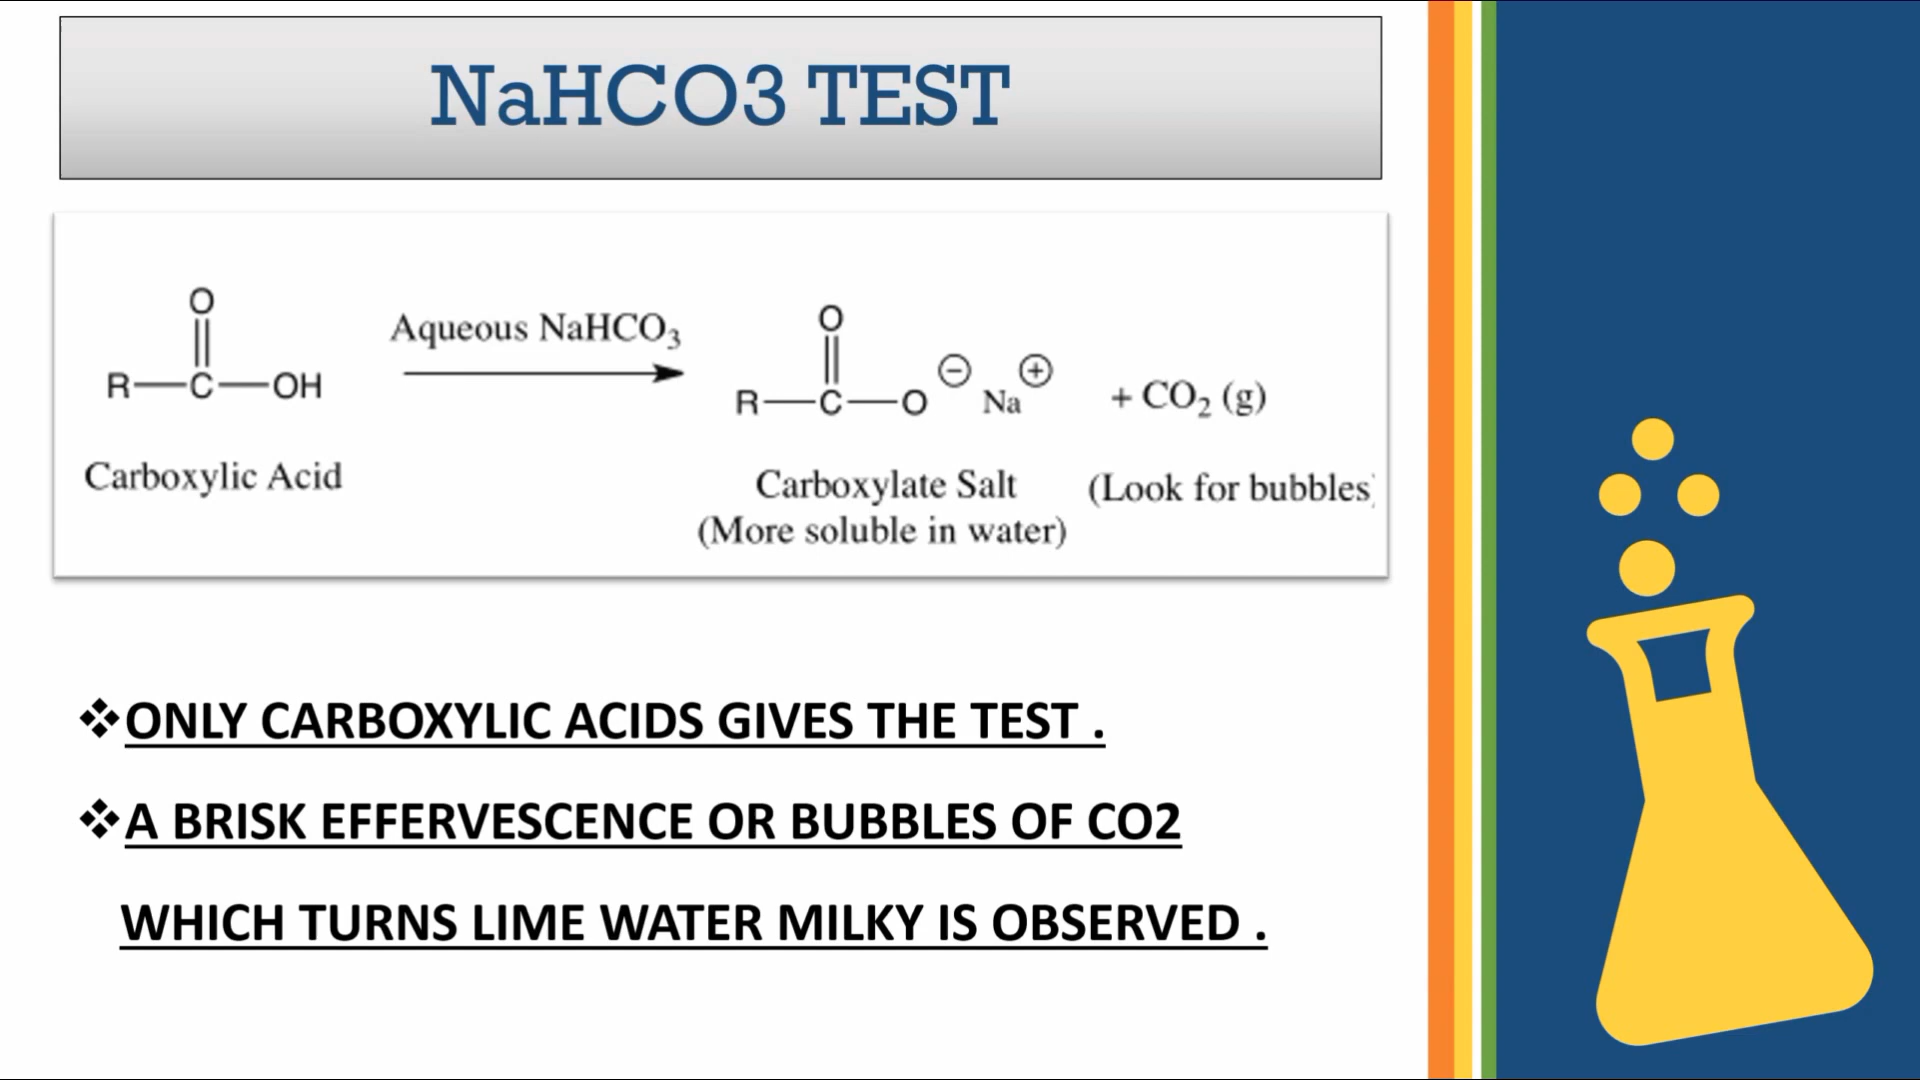 NaHCO3 TEST
O
||
R—C—OH
Carboxylic Acid
Aqueous NaHCO₃
O
||
R—C—O⊖ Na⊕
+ CO₂ (g)
Carboxylate Salt
(More soluble in water)
(Look for bubbles)
❖ONLY CARBOXYLIC ACIDS GIVES THE TEST .
❖A BRISK EFFERVESCENCE OR BUBBLES OF CO2
WHICH TURNS LIME WATER MILKY IS OBSERVED .